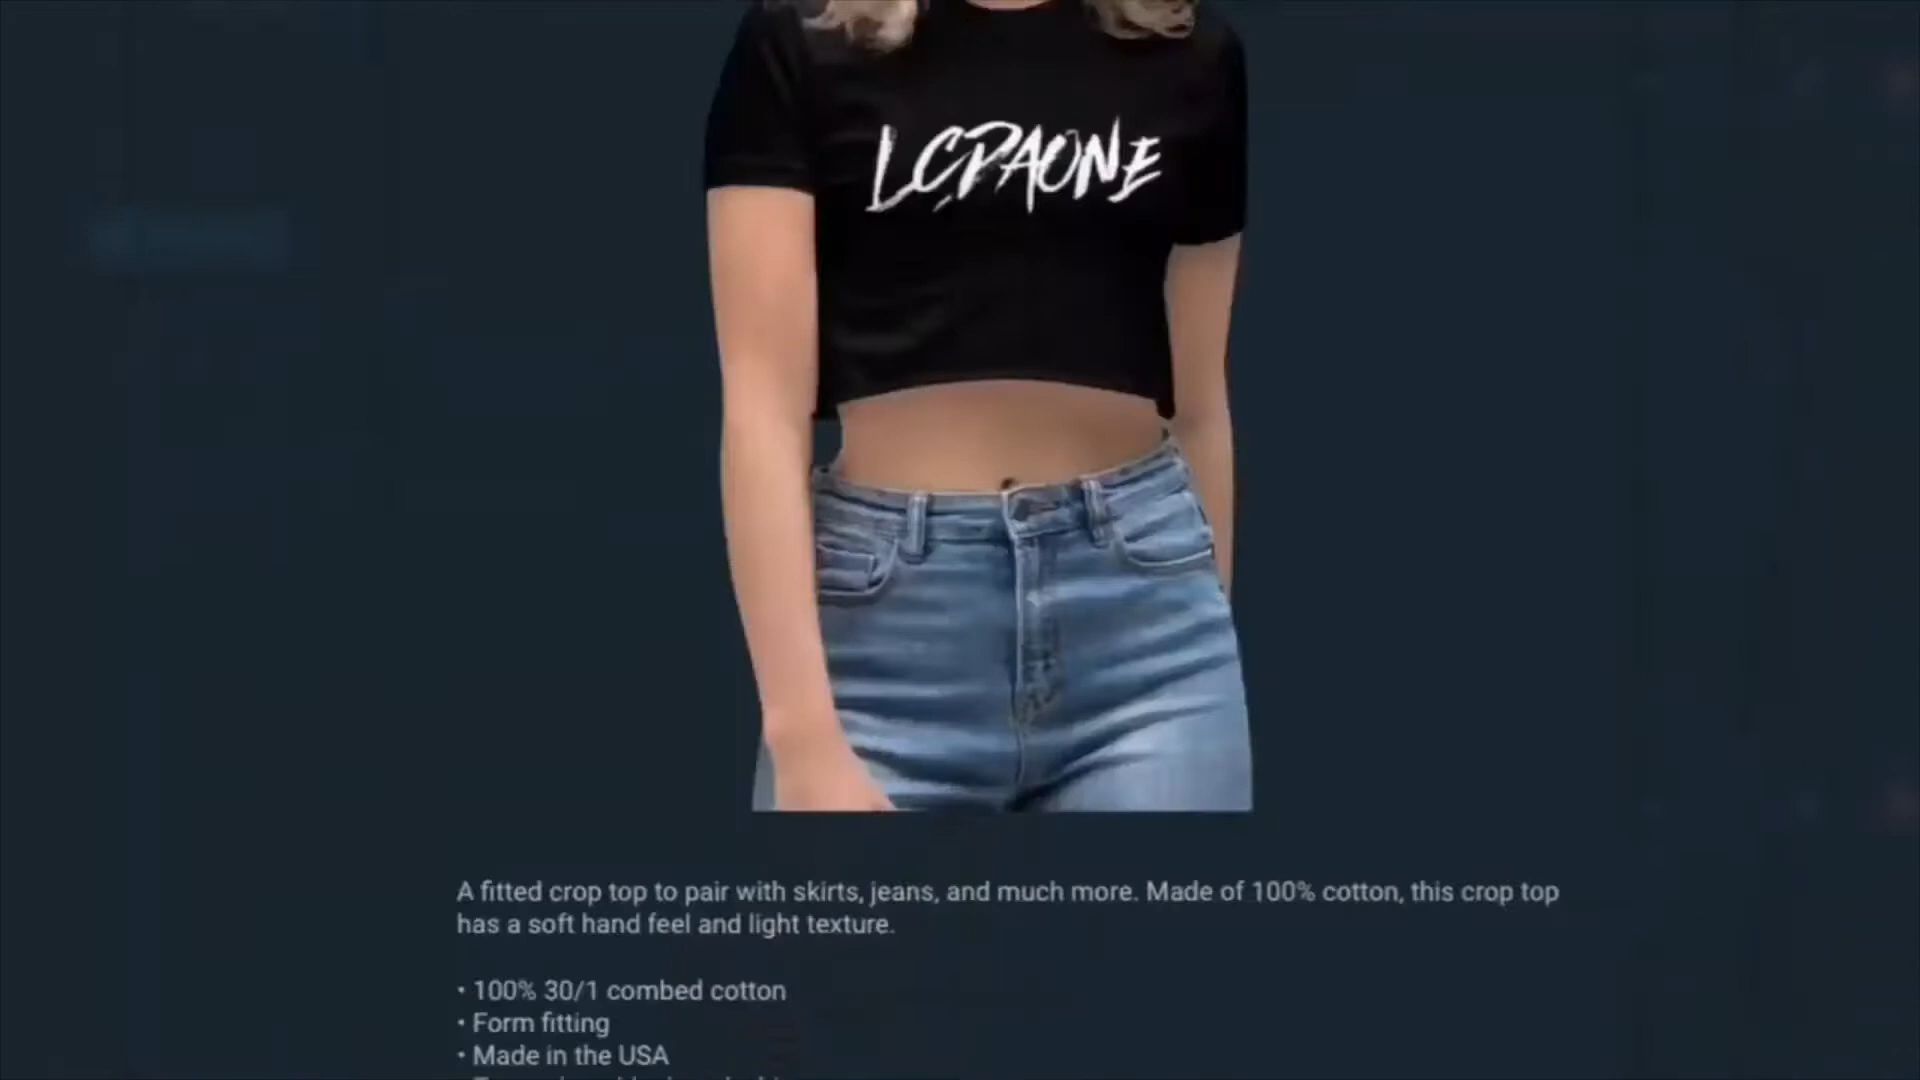 LCDAONE
A fitted crop top to pair with skirts, jeans, and much more. Made of 100% cotton, this crop top
has a soft hand feel and light texture.
• 100% 30/1 combed cotton
• Form fitting
• Made in the USA